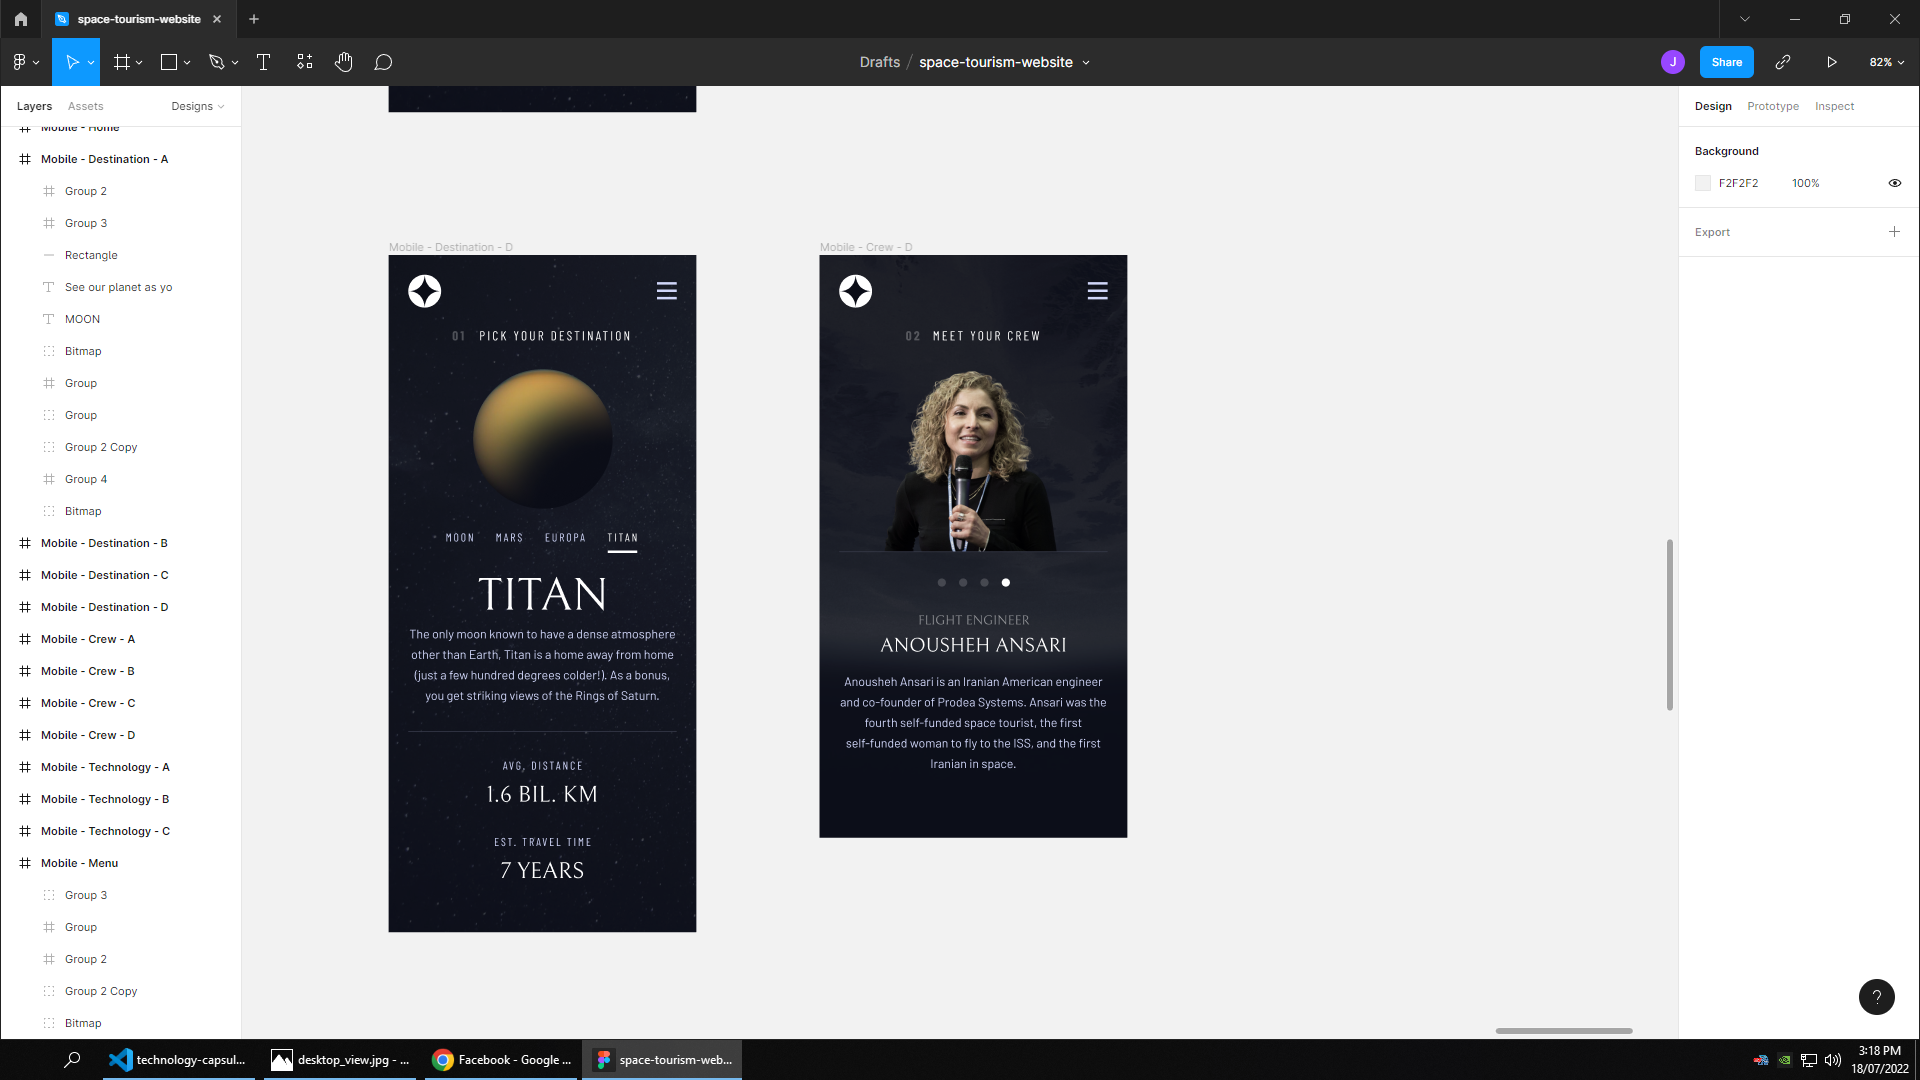 space-tourism-website
Drafts / space-tourism-website
J
Share
82%
Layers
Assets
Designs
Mobile - Home
Mobile - Destination - A
Group 2
Group 3
Rectangle
See our planet as yo
MOON
Bitmap
Group
Group
Group 2 Copy
Group 4
Bitmap
Mobile - Destination - B
Mobile - Destination - C
Mobile - Destination - D
Mobile - Crew - A
Mobile - Crew - B
Mobile - Crew - C
Mobile - Crew - D
Mobile - Technology - A
Mobile - Technology - B
Mobile - Technology - C
Mobile - Menu
Group 3
Group
Group 2
Group 2 Copy
Bitmap
Mobile - Destination - D
01 PICK YOUR DESTINATION
MOON MARS EUROPA TITAN
TITAN
The only moon known to have a dense atmosphere
other than Earth, Titan is a home away from home
(just a few hundred degrees colder!). As a bonus,
you get striking views of the Rings of Saturn.
AVG. DISTANCE
1.6 BIL. KM
EST. TRAVEL TIME
7 YEARS
Mobile - Crew - D
02 MEET YOUR CREW
FLIGHT ENGINEER
ANOUSHEH ANSARI
Anousheh Ansari is an Iranian American engineer
and co-founder of Prodea Systems. Ansari was the
fourth self-funded space tourist, the first
self-funded woman to fly to the ISS, and the first
Iranian in space.
Design
Prototype
Inspect
Background
F2F2F2
100%
Export
?
technology-capsul...
desktop_view.jpg - ...
Facebook - Google ...
space-tourism-web...
3:18 PM
18/07/2022